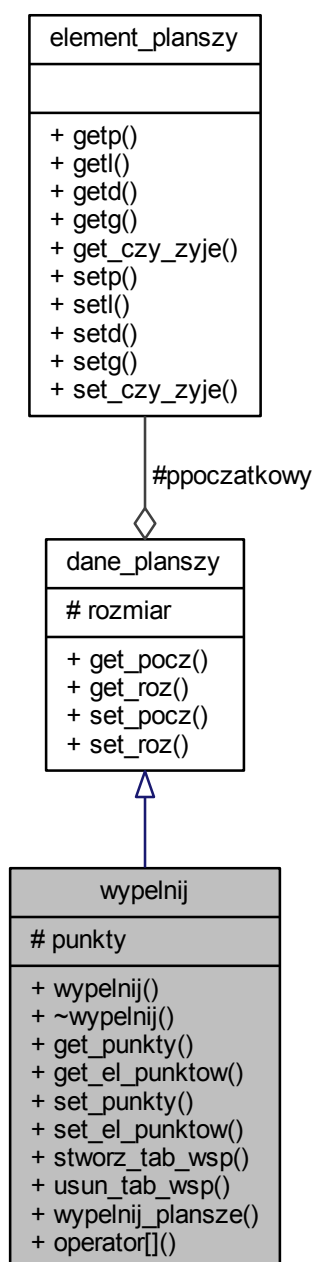 element_planszy
+ getp()
+ getl()
+ getd()
+ getg()
+ get_czy_zyje()
+ setp()
+ setl()
+ setd()
+ setg()
+ set_czy_zyje()
#ppoczatkowy
dane_planszy
# rozmiar
+ get_pocz()
+ get_roz()
+ set_pocz()
+ set_roz()
wypelnij
# punkty
+ wypelnij()
+ ~wypelnij()
+ get_punkty()
+ get_el_punktow()
+ set_punkty()
+ set_el_punktow()
+ stworz_tab_wsp()
+ usun_tab_wsp()
+ wypelnij_plansze()
+ operator[]()